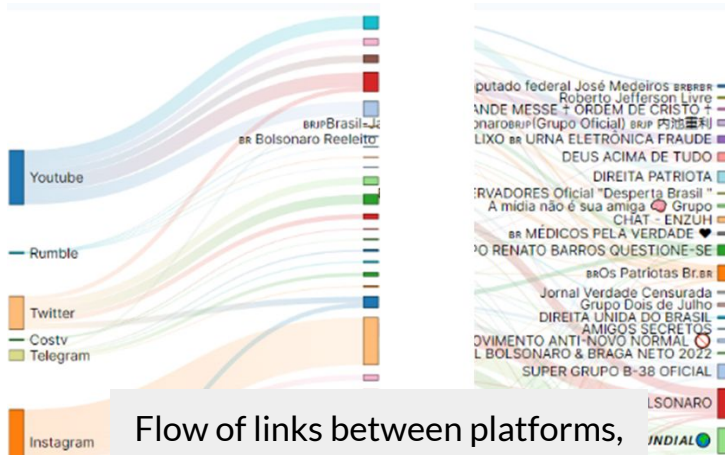 Youtube
Rumble
Twitter
Costv
Telegram
Instagram
BRJPBrasil-Ja
BR Bolsonaro Reeleito
putado federal José Medeiros BRBRBR
Roberto Jefferson Livre
ANDE MESSE † ORDEM DE CRISTO †
onaroBRJP(Grupo Oficial) BRJP 内池重利
LIXO BR URNA ELETRÔNICA FRAUDE
DEUS ACIMA DE TUDO
DIREITA PATRIOTA
ERVADORES Oficial "Desperta Brasil "
A mídia não é sua amiga 🧠 Grupo
CHAT - ENZUH
BR MÉDICOS PELA VERDADE ♥
PO RENATO BARROS QUESTIONE-SE
BROs Patriotas Br.BR
Jornal Verdade Censurada
Grupo Dois de Julho
DIREITA UNIDA DO BRASIL
AMIGOS SECRETOS
OVIMENTO ANTI-NOVO NORMAL 🚫
L BOLSONARO & BRAGA NETO 2022
SUPER GRUPO B-38 OFICIAL
LSONARO
UNDIAL🌎
Flow of links between platforms,